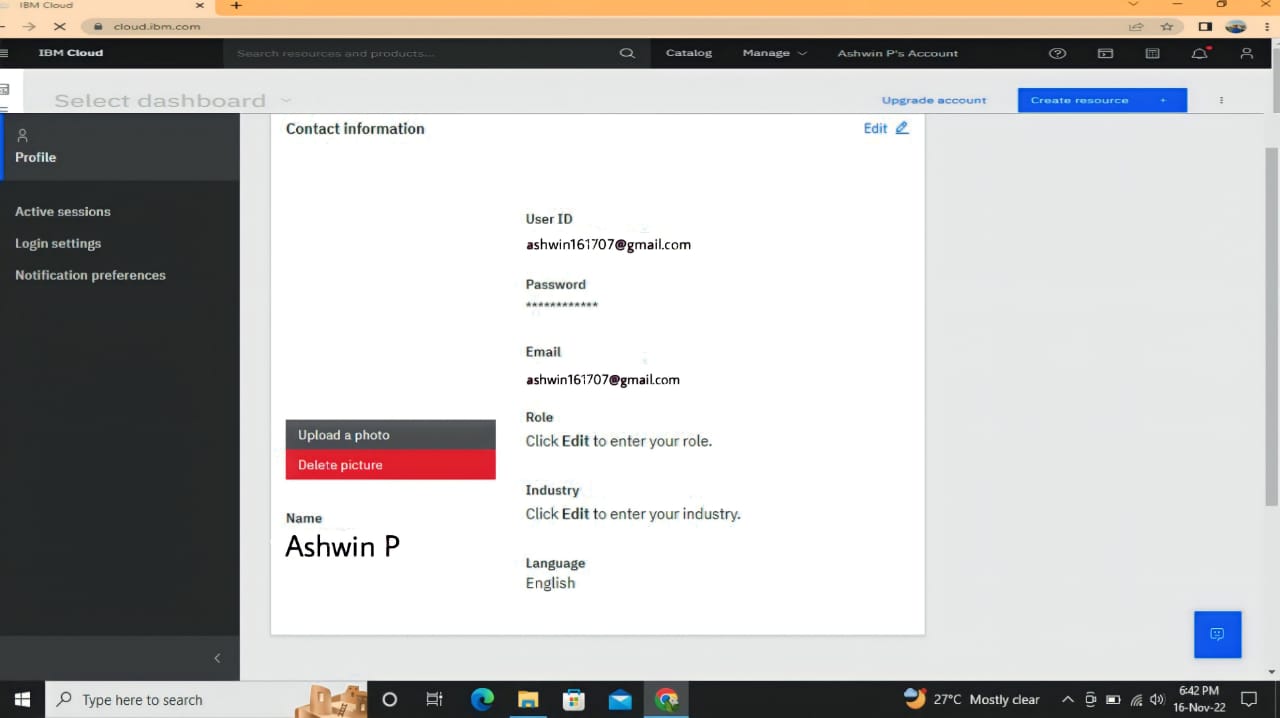 IBM Cloud
cloud.ibm.com
IBM Cloud Search resources and products... Catalog Manage Ashwin P's Account
Select dashboard Upgrade account Create resource +
Profile
Active sessions
Login settings
Notification preferences
Contact information Edit
User ID
ashwin161707@gmail.com
Password
************
Email
ashwin161707@gmail.com
Role
Click Edit to enter your role.
Upload a photo
Delete picture
Industry
Click Edit to enter your industry.
Name
Ashwin P
Language
English
Type here to search
27°C Mostly clear
6:42 PM
16-Nov-22